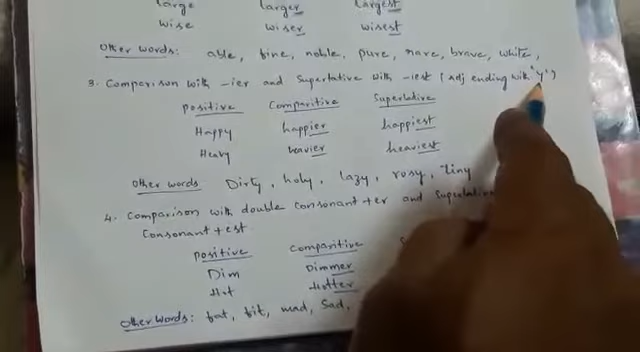 large larger largest
wise wiser wisest
Other words: able, fine, noble, pure, rare, brave, white,
3. Comparison with -ier and Superlative with -iest (adj ending with 'y')
Positive Comparitive Superlative
Happy happier happiest
Heavy heavier heaviest
Other words Dirty, holy, lazy, rosy, Tiny
4. Comparison with double consonant + er and Superlative
Consonant + est
Positive Comparitive
Dim Dimmer
Hot Hotter
Other Words: fat, fit, mad, Sad,